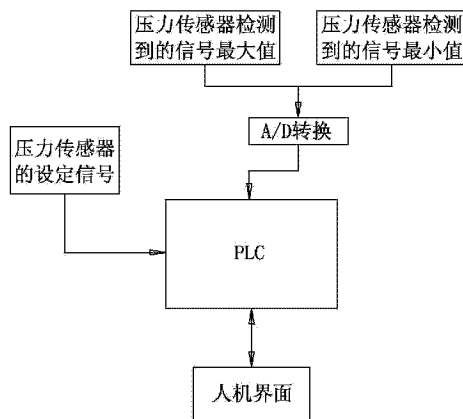 压力传感器检测
到的信号最大值
压力传感器检测
到的信号最小值
A/D转换
压力传感器
的设定信号
PLC
人机界面